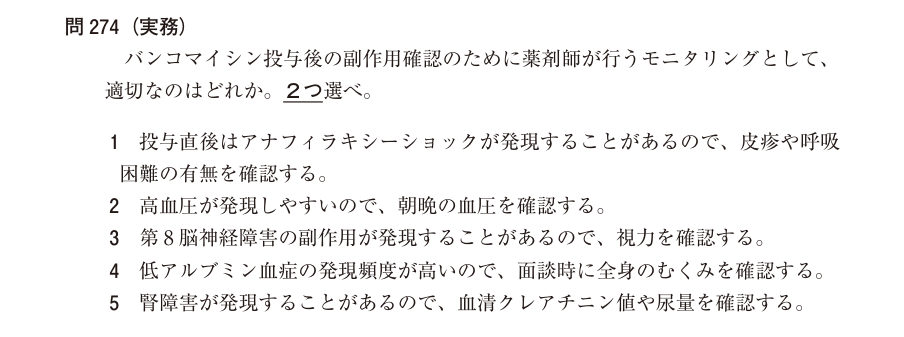 問 274（実務）
バンコマイシン投与後の副作用確認のために薬剤師が行うモニタリングとして、
適切なのはどれか。２つ選べ。
1　投与直後はアナフィラキシーショックが発現することがあるので、皮疹や呼吸
困難の有無を確認する。
2　高血圧が発現しやすいので、朝晩の血圧を確認する。
3　第８脳神経障害の副作用が発現することがあるので、視力を確認する。
4　低アルブミン血症の発現頻度が高いので、面談時に全身のむくみを確認する。
5　腎障害が発現することがあるので、血清クレアチニン値や尿量を確認する。